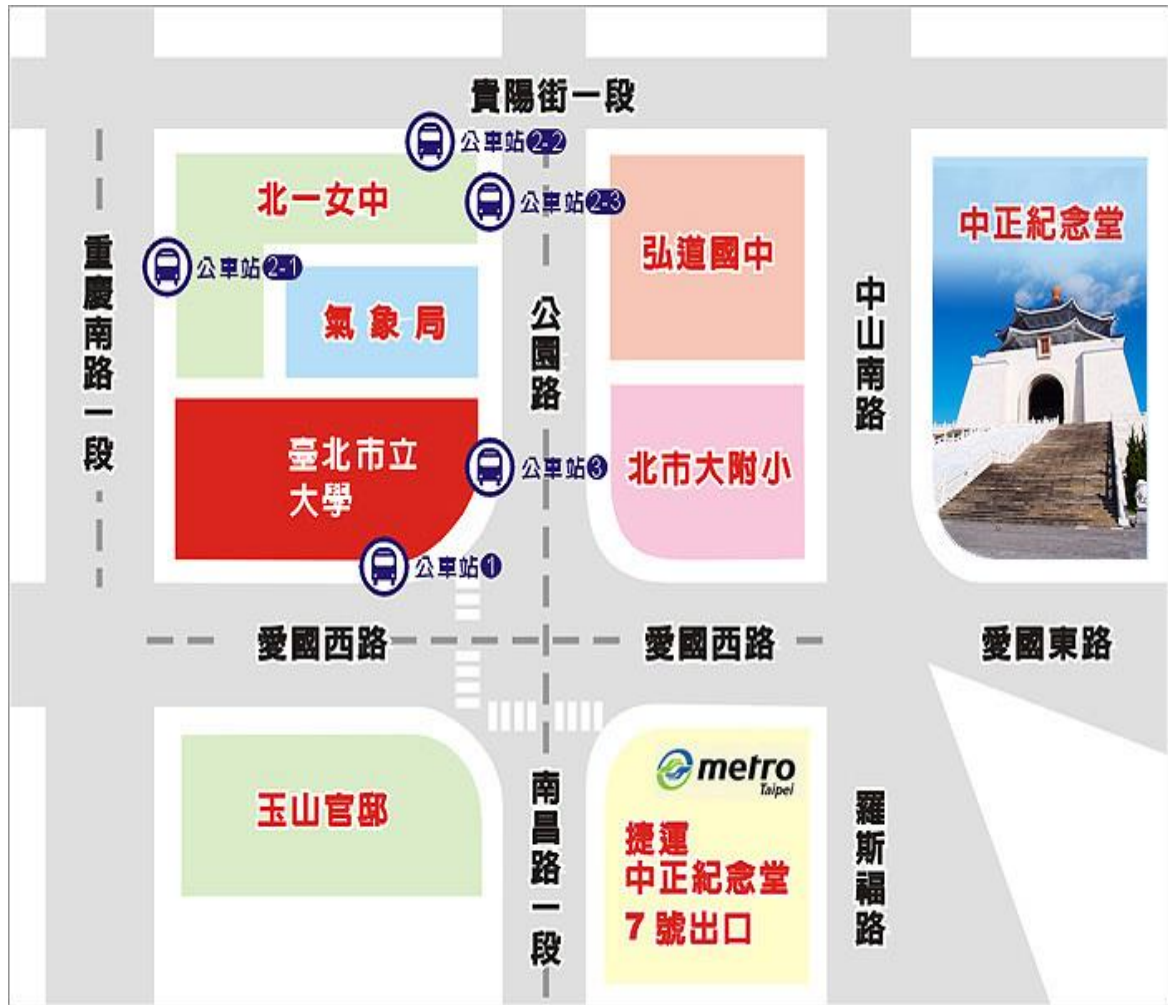 貴陽街一段
公車站2-2
北一女中
公車站2-3
公車站2-1
弘道國中
中正紀念堂
重慶南路一段
氣象局
公園路
中山南路
臺北市立
大學
公車站3
北市大附小
公車站1
愛國西路
愛國西路
愛國東路
玉山官邸
南昌路一段
metro
Taipei
捷運
中正紀念堂
7號出口
羅斯福路